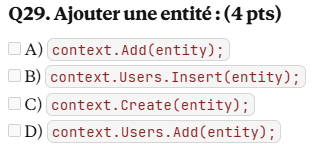 Q29. Ajouter une entité : (4 pts)
A) context.Add(entity);
B) context.Users.Insert(entity);
C) context.Create(entity);
D) context.Users.Add(entity);